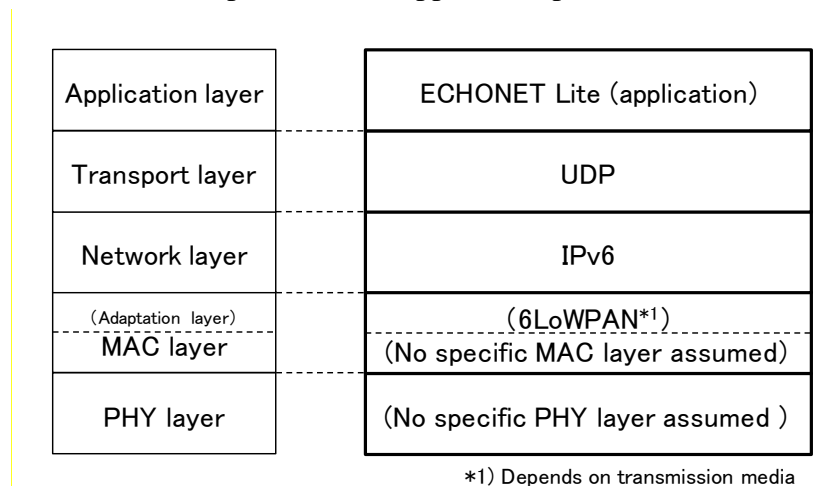 Application layer
ECHONET Lite (application)
Transport layer
UDP
Network layer
IPv6
(Adaptation layer)
(6LoWPAN*1)
MAC layer
(No specific MAC layer assumed)
PHY layer
(No specific PHY layer assumed )
*1) Depends on transmission media